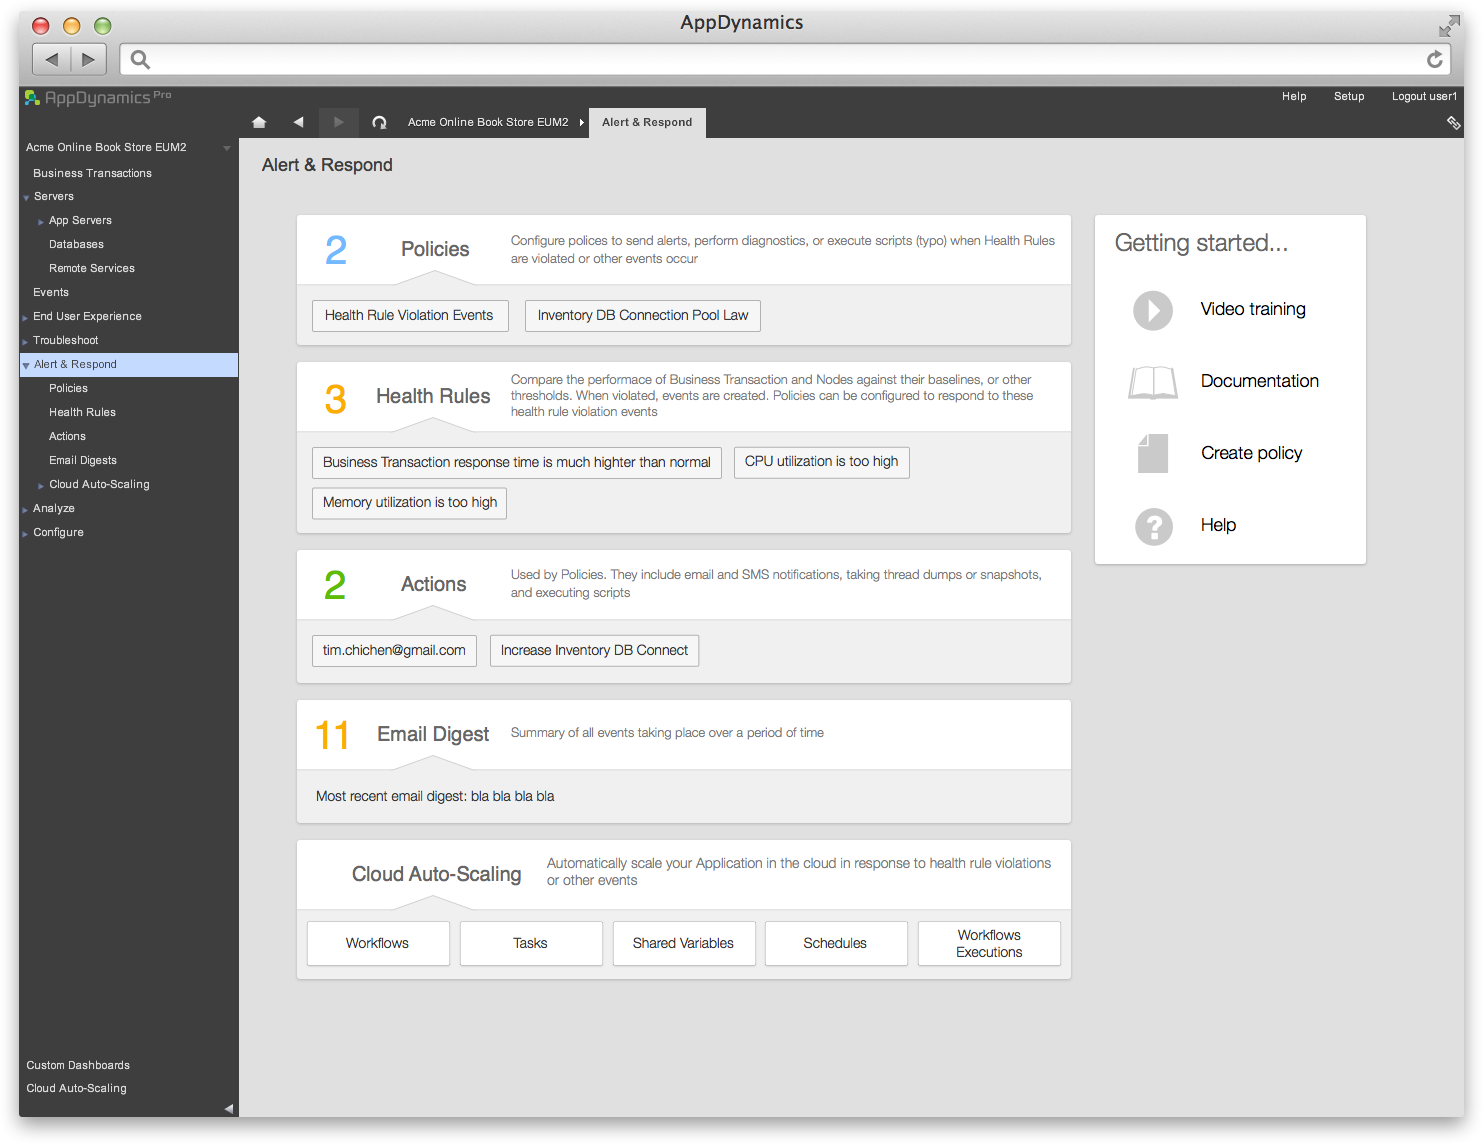 AppDynamics
AppDynamics Pro
Help Setup Logout user1
Acme Online Book Store EUM2 Alert & Respond
Acme Online Book Store EUM2
Business Transactions
Servers
App Servers
Databases
Remote Services
Events
End User Experience
Troubleshoot
Alert & Respond
Policies
Health Rules
Actions
Email Digests
Cloud Auto-Scaling
Analyze
Configure
Custom Dashboards
Cloud Auto-Scaling
Alert & Respond
2 Policies
Configure polices to send alerts, perform diagnostics, or execute scripts (typo) when Health Rules
are violated or other events occur
Health Rule Violation Events Inventory DB Connection Pool Law
3 Health Rules
Compare the performace of Business Transaction and Nodes against their baselines, or other
thresholds. When violated, events are created. Policies can be configured to respond to these
health rule violation events
Business Transaction response time is much highter than normal CPU utilization is too high
Memory utilization is too high
2 Actions
Used by Policies. They include email and SMS notifications, taking thread dumps or snapshots,
and executing scripts
tim.chichen@gmail.com Increase Inventory DB Connect
11 Email Digest Summary of all events taking place over a period of time
Most recent email digest: bla bla bla bla
Cloud Auto-Scaling
Automatically scale your Application in the cloud in response to health rule violations
or other events
Workflows Tasks Shared Variables Schedules Workflows
Executions
Getting started...
Video training
Documentation
Create policy
Help